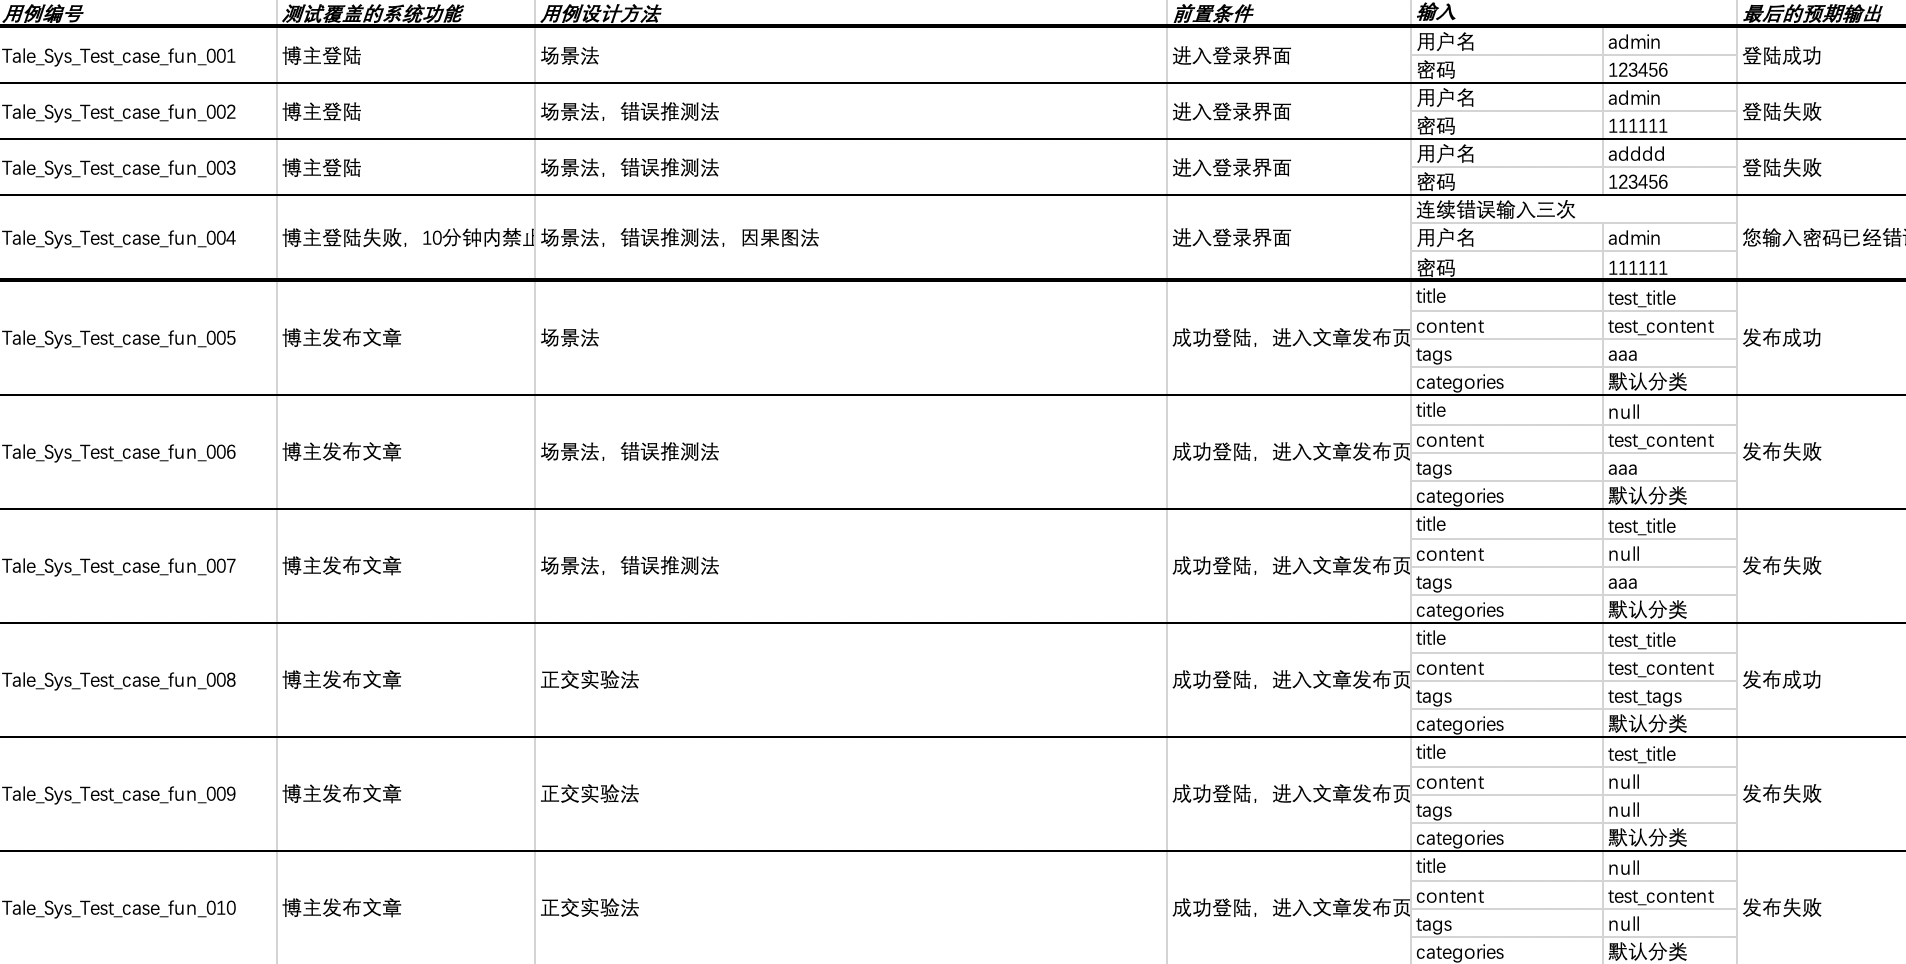 用例编号 测试覆盖的系统功能 用例设计方法 前置条件 输入 最后的预期输出
Tale_Sys_Test_case_fun_001 博主登陆 场景法 进入登录界面 用户名 admin 登陆成功
密码 123456
Tale_Sys_Test_case_fun_002 博主登陆 场景法，错误推测法 进入登录界面 用户名 admin 登陆失败
密码 111111
Tale_Sys_Test_case_fun_003 博主登陆 场景法，错误推测法 进入登录界面 用户名 adddd 登陆失败
密码 123456
连续错误输入三次
Tale_Sys_Test_case_fun_004 博主登陆失败，10分钟内禁止 场景法，错误推测法，因果图法 进入登录界面 用户名 admin 您输入密码已经错
密码 111111
title test_title
Tale_Sys_Test_case_fun_005 博主发布文章 场景法 成功登陆，进入文章发布页 content test_content 发布成功
tags aaa
categories 默认分类
title null
Tale_Sys_Test_case_fun_006 博主发布文章 场景法，错误推测法 成功登陆，进入文章发布页 content test_content 发布失败
tags aaa
categories 默认分类
title test_title
Tale_Sys_Test_case_fun_007 博主发布文章 场景法，错误推测法 成功登陆，进入文章发布页 content null 发布失败
tags aaa
categories 默认分类
title test_title
Tale_Sys_Test_case_fun_008 博主发布文章 正交实验法 成功登陆，进入文章发布页 content test_content 发布成功
tags test_tags
categories 默认分类
title test_title
Tale_Sys_Test_case_fun_009 博主发布文章 正交实验法 成功登陆，进入文章发布页 content null 发布失败
tags null
categories 默认分类
title null
Tale_Sys_Test_case_fun_010 博主发布文章 正交实验法 成功登陆，进入文章发布页 content test_content 发布失败
tags null
categories 默认分类